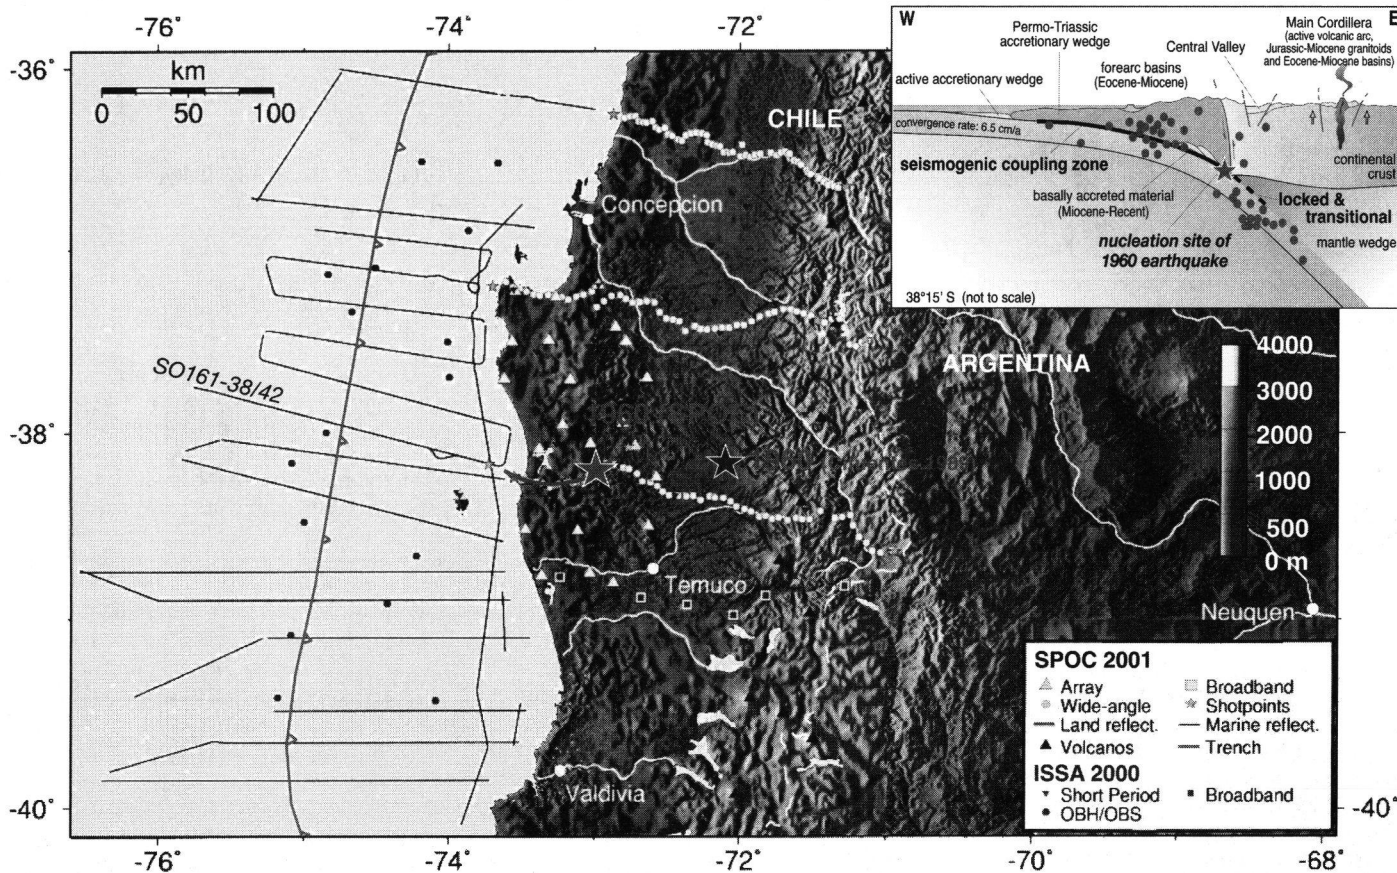 -76˚
-74˚
-72˚
-36˚
km
0 50 100
CHILE
Concepcion
ARGENTINA
SO161-38/42
-38˚
Temuco
Neuquen
Valdivia
-40˚
-40˚
-76˚
-74˚
-72˚
-70˚
-68˚
4000
3000
2000
1000
500
0 m
W
E
Permo-Triassic
accretionary wedge
Central Valley
Main Cordillera
(active volcanic arc,
Jurassic-Miocene granitoids
and Eocene-Miocene basins)
active accretionary wedge
forearc basins
(Eocene-Miocene)
convergence rate: 6.5 cm/a
seismogenic coupling zone
continental
crust
basally accreted material
(Miocene-Recent)
locked &
transitional
mantle wedge
nucleation site of
1960 earthquake
38°15' S (not to scale)
SPOC 2001
Array
Broadband
Wide-angle
Shotpoints
Land reflect.
Marine reflect.
Volcanos
Trench
ISSA 2000
Short Period
Broadband
OBH/OBS